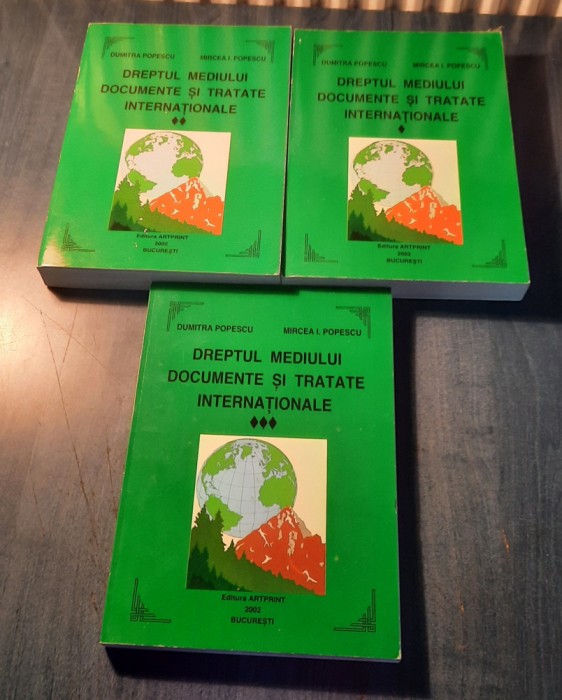 DUMITRA POPESCU MIRCEA I. POPESCU
DREPTUL MEDIULUI
DOCUMENTE ȘI TRATATE
INTERNAȚIONALE
♦♦
Editura ARTPRINT
2002
BUCUREȘTI
DUMITRA POPESCU MIRCEA I. POPESCU
DREPTUL MEDIULUI
DOCUMENTE ȘI TRATATE
INTERNAȚIONALE
♦
Editura ARTPRINT
2002
BUCUREȘTI
DUMITRA POPESCU MIRCEA I. POPESCU
DREPTUL MEDIULUI
DOCUMENTE ȘI TRATATE
INTERNAȚIONALE
♦♦♦
Editura ARTPRINT
2002
BUCUREȘTI